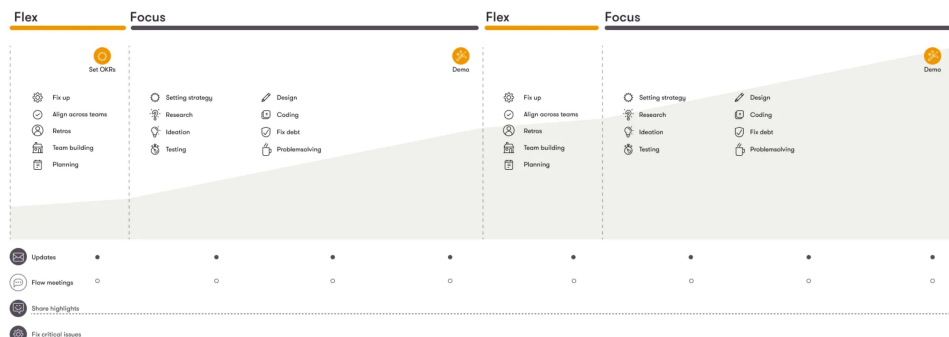 Flex
Focus
Flex
Focus
Set OKRs
Demo
Demo
Fix up
Align across teams
Retros
Team building
Planning
Setting strategy
Research
Ideation
Testing
Design
Coding
Fix debt
Problemsolving
Fix up
Align across teams
Retros
Team building
Planning
Setting strategy
Research
Ideation
Testing
Design
Coding
Fix debt
Problemsolving
Updates
Flow meetings
Share highlights
Fix critical issues